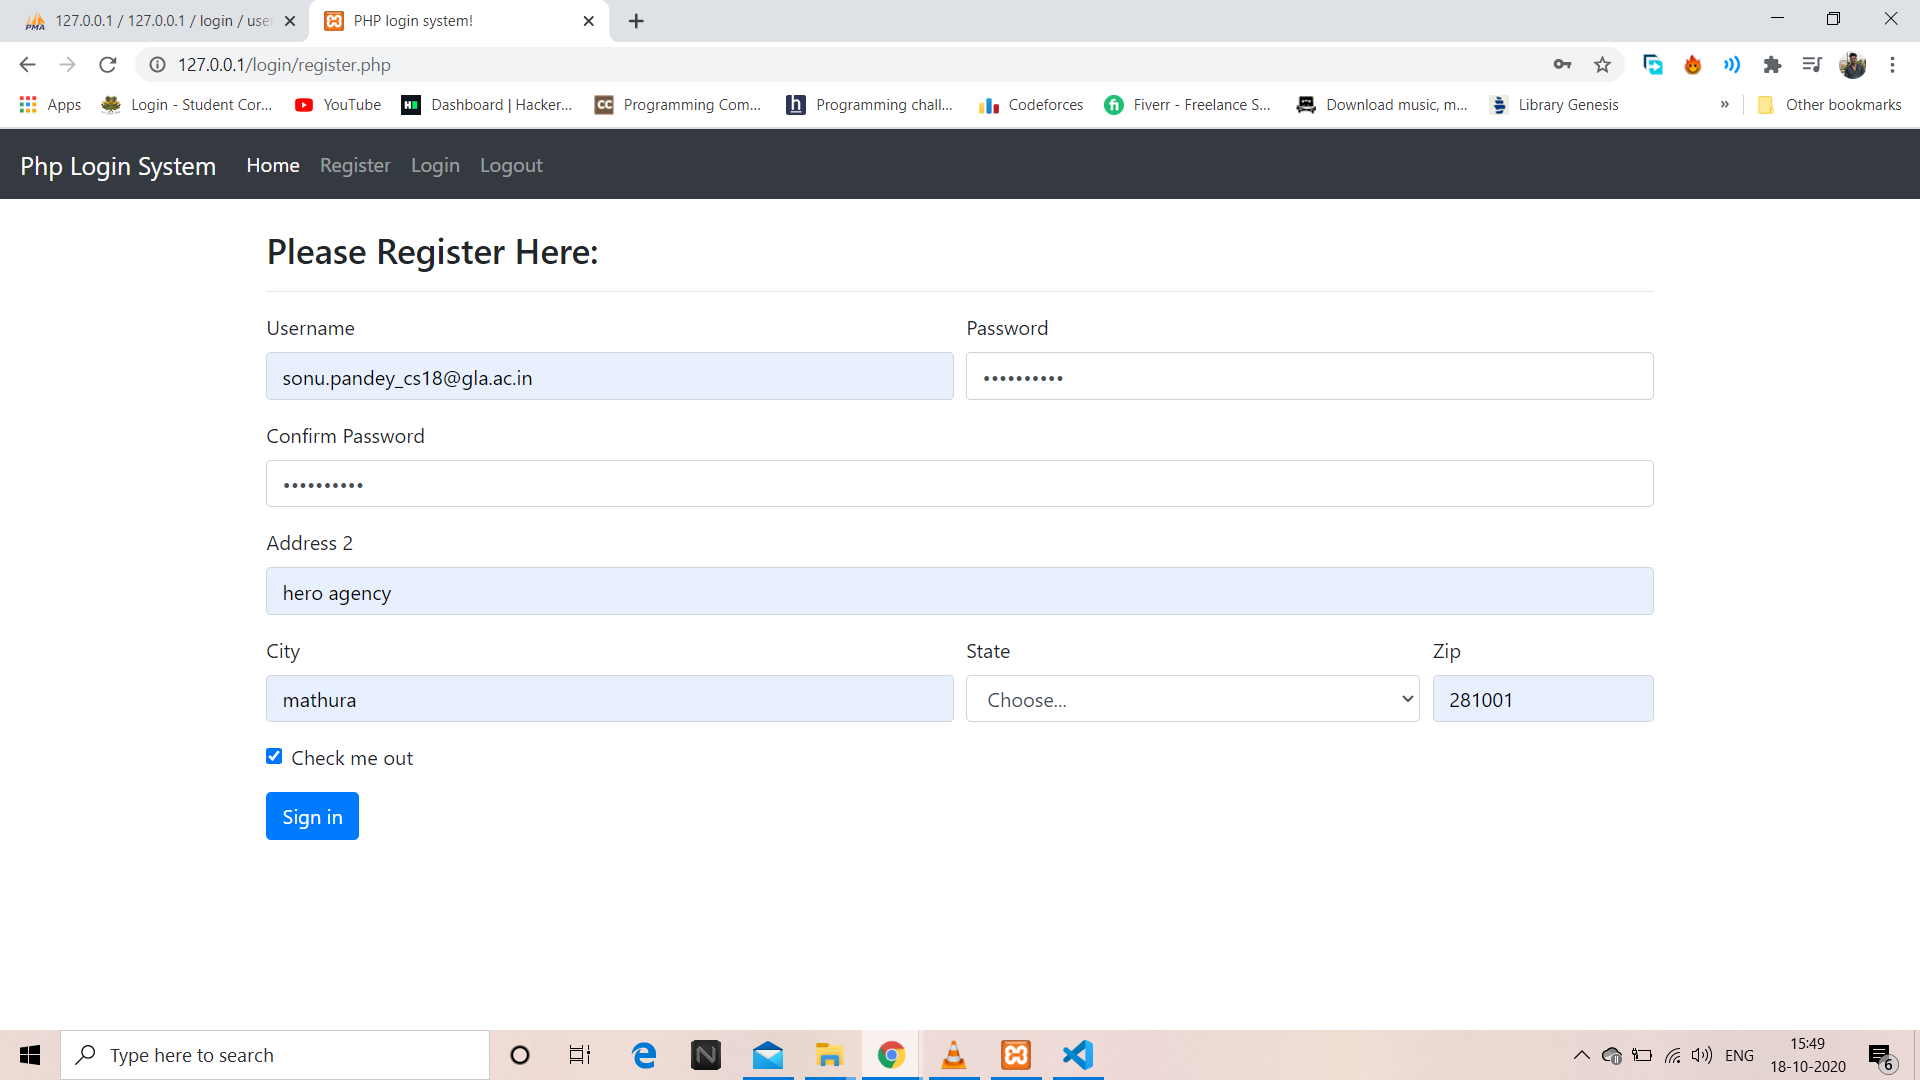 127.0.0.1 / 127.0.0.1 / login / user
PHP login system!
127.0.0.1/login/register.php
Apps
Login - Student Cor...
YouTube
Dashboard | Hacker...
Programming Com...
Programming chall...
Codeforces
Fiverr - Freelance S...
Download music, m...
Library Genesis
»
Other bookmarks
Php Login System Home Register Login Logout
Please Register Here:
Username Password
sonu.pandey_cs18@gla.ac.in ••••••••••
Confirm Password
••••••••••
Address 2
hero agency
City State Zip
mathura Choose... 281001
Check me out
Sign in
Type here to search
ENG
15:49
18-10-2020
6